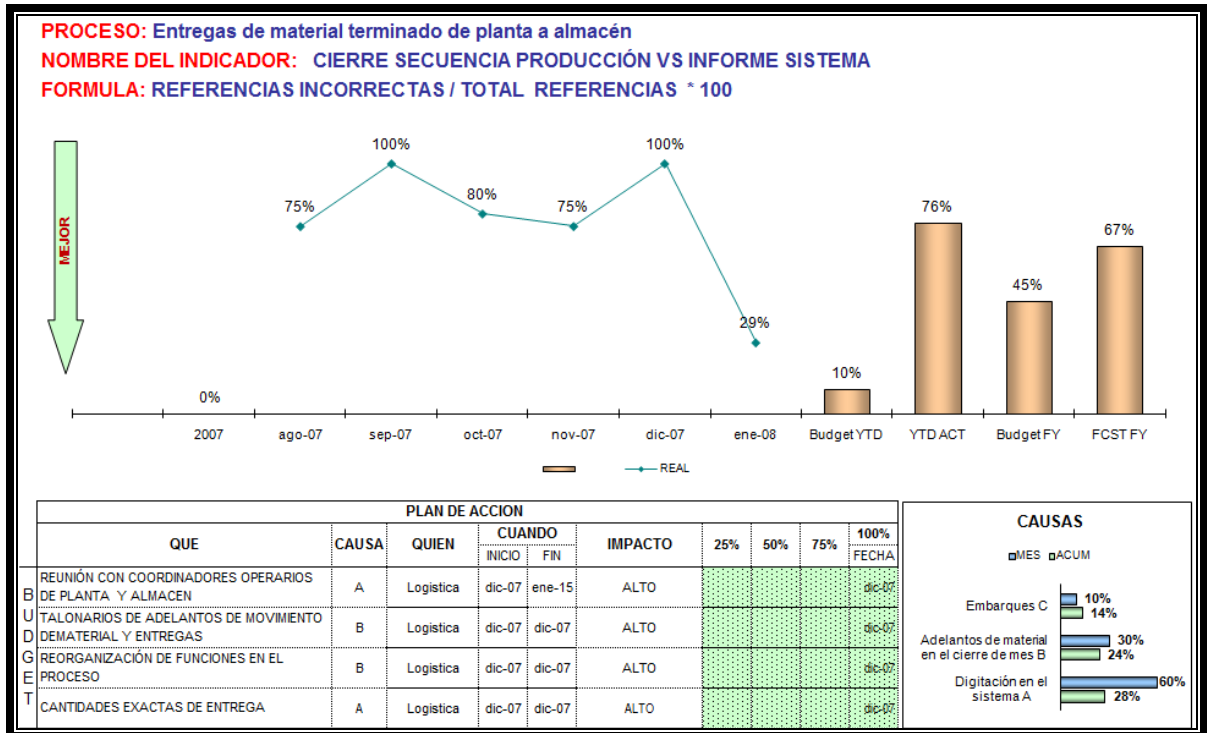 PROCESO: Entregas de material terminado de planta a almacén
NOMBRE DEL INDICADOR: CIERRE SECUENCIA PRODUCCIÓN VS INFORME SISTEMA
FORMULA: REFERENCIAS INCORRECTAS / TOTAL REFERENCIAS * 100
MEJOR
0%
75%
100%
80%
75%
100%
29%
10%
76%
45%
67%
2007 ago-07 sep-07 oct-07 nov-07 dic-07 ene-08 Budget YTD YTD ACT Budget FY FCST FY
REAL
PLAN DE ACCION
QUE CAUSA QUIEN CUANDO IMPACTO 25% 50% 75% 100%
INICIO FIN FECHA
BUDGET
REUNIÓN CON COORDINADORES OPERARIOS
DE PLANTA Y ALMACEN A Logistica dic-07 ene-15 ALTO dic-07
TALONARIOS DE ADELANTOS DE MOVIMIENTO
DEMATERIAL Y ENTREGAS B Logistica dic-07 dic-07 ALTO dic-07
REORGANIZACIÓN DE FUNCIONES EN EL
PROCESO B Logistica dic-07 dic-07 ALTO dic-07
CANTIDADES EXACTAS DE ENTREGA A Logistica dic-07 dic-07 ALTO dic-07
CAUSAS
MES ACUM
Embarques C 10%
14%
Adelantos de material 30%
en el cierre de mes B 24%
Digitación en el 60%
sistema A 28%